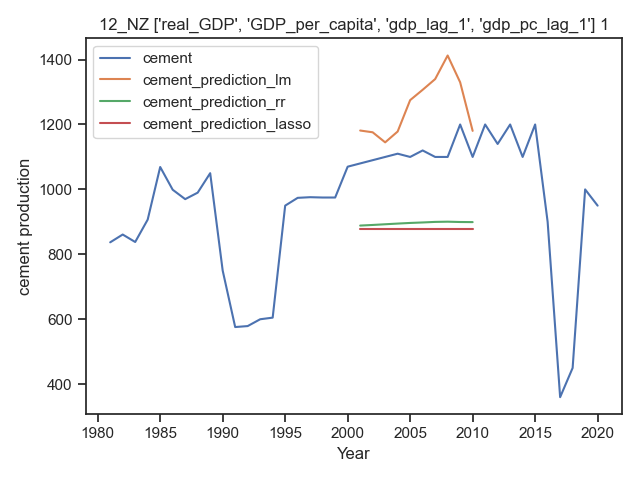 12_NZ ['real_GDP', 'GDP_per_capita', 'gdp_lag_1', 'gdp_pc_lag_1'] 1
cement
cement_prediction_lm
cement_prediction_rr
cement_prediction_lasso
cement production
1400
1200
1000
800
600
400
1980 1985 1990 1995 2000 2005 2010 2015 2020
Year